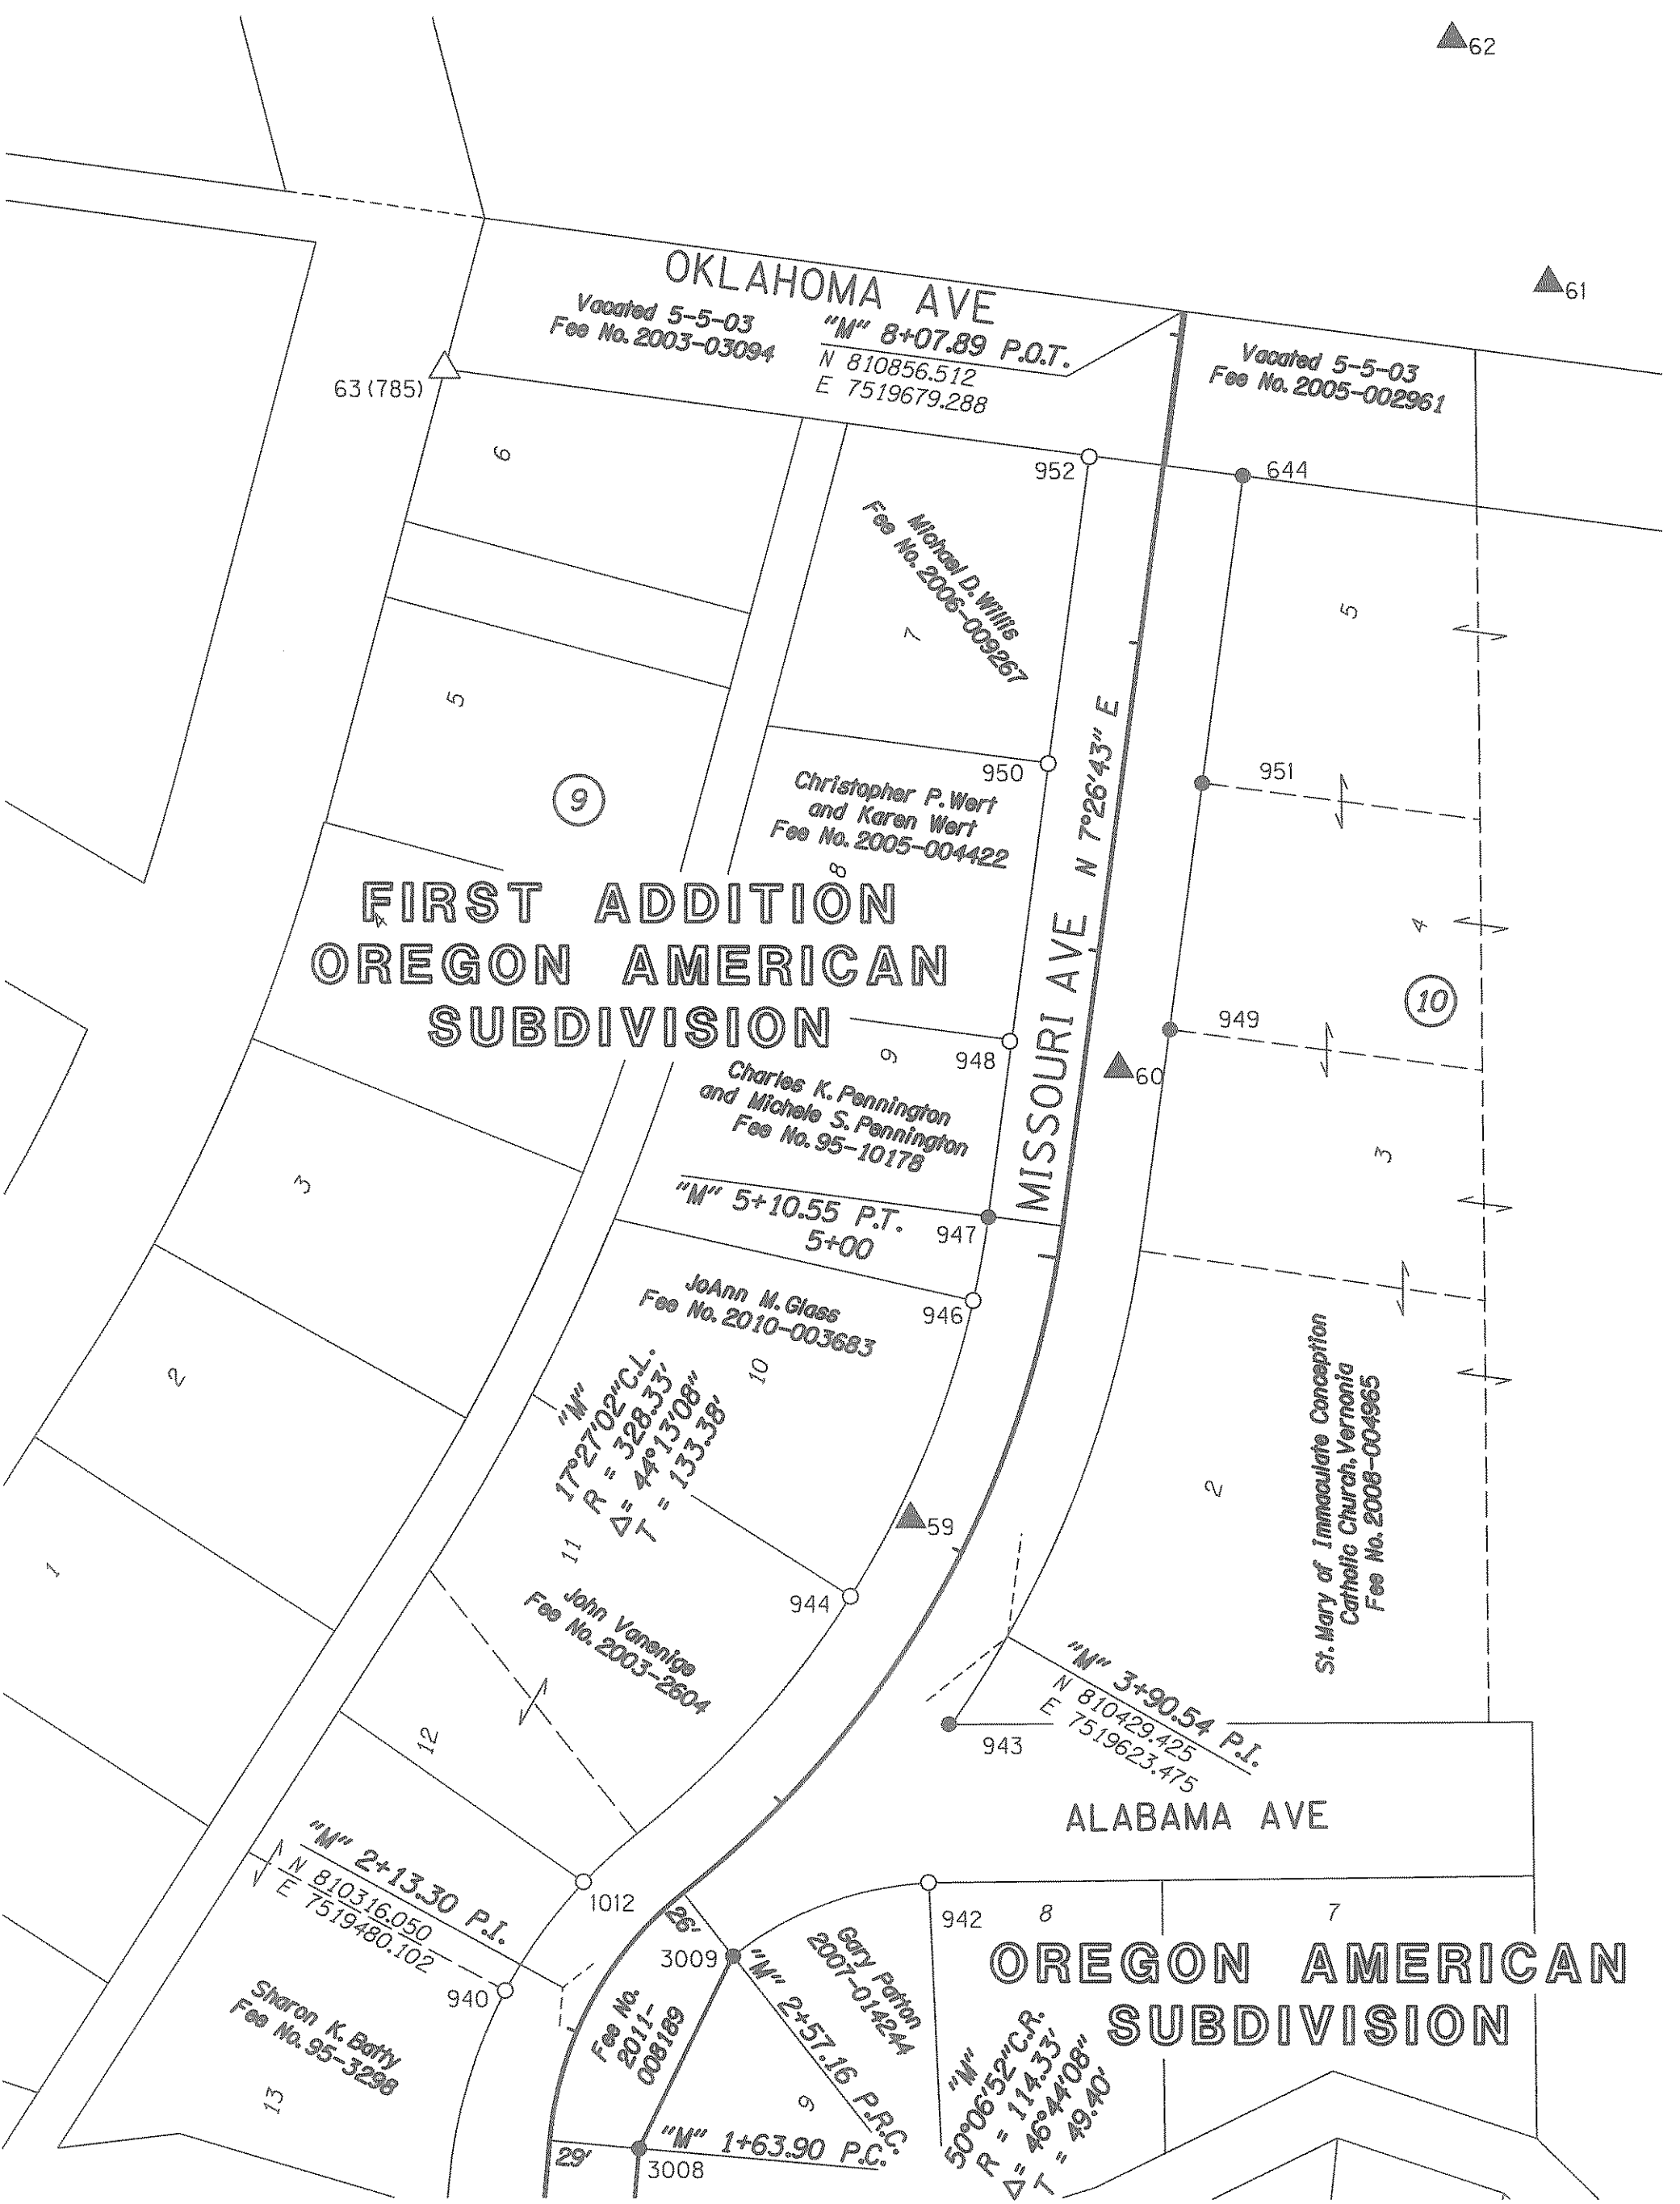 62
61
OKLAHOMA AVE
Vacated 5-5-03
Fee No. 2003-03094
"M" 8+07.89 P.O.T.
N 810856.512
E 7519679.288
Vacated 5-5-03
Fee No. 2005-002961
63(785)
6
952
644
Michael D. Willis
Fee No. 2006-009267
7
5
5
9
950
951
Christopher P. Wert
and Karen Wert
Fee No. 2005-004422
8
MISSOURI AVE N 7°26'43" E
FIRST ADDITION
OREGON AMERICAN
SUBDIVISION
4
4
10
9
948
949
60
Charles K. Pennington
and Michele S. Pennington
Fee No. 95-10178
3
3
"M" 5+10.55 P.T.
5+00
947
946
JoAnn M. Glass
Fee No. 2010-003683
10
2
"M"
17°27'02"C.L.
R = 328.33'
Δ= 44°13'08"
T = 133.38'
2
St. Mary of Immaculate Conception
Catholic Church, Vernonia
Fee No. 2008-004965
59
1
11
944
John Vanenige
Fee No. 2003-2604
"M" 3+90.54 P.I.
N 810429.425
E 7519623.475
943
12
ALABAMA AVE
"M" 2+13.30 P.I.
N 810316.050
E 7519480.102
1012
26'
942
8
7
3009
Gary Patton
2007-014244
OREGON AMERICAN
SUBDIVISION
940
Sharon K. Batty
Fee No. 95-3298
13
Fee No.
2011-
008189
"M" 2+57.16 P.R.C.
9
"M"
50°06'52"C.R.
R = 114.33'
Δ= 46°44'08"
T = 49.40'
"M" 1+63.90 P.C.
29'
3008